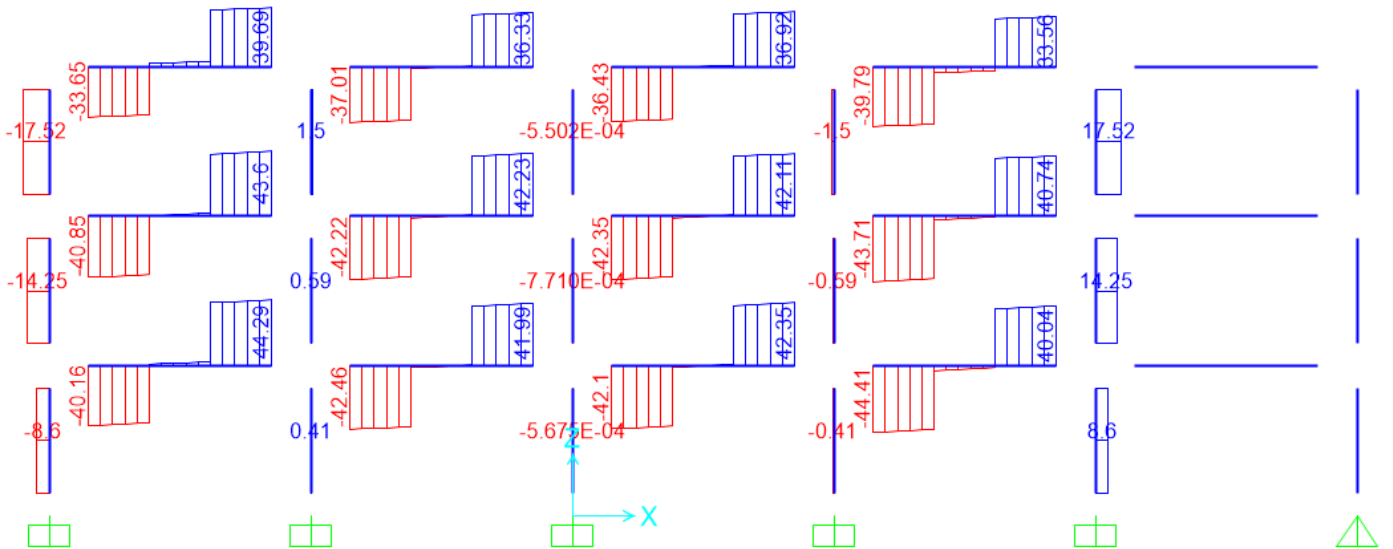 -33.65 39.69 -37.01 36.33 -36.43 36.92 -39.79 33.56
-17.52 1.5 -5.502E-04 -1.5 17.52
-40.85 43.6 -42.22 42.23 -42.35 42.11 -43.71 40.74
-14.25 0.59 -7.710E-04 -0.59 14.25
-40.16 44.29 -42.46 41.99 -42.1 42.35 -44.41 40.04
-8.6 0.41 -5.675E-04 -0.41 8.6
Z
X